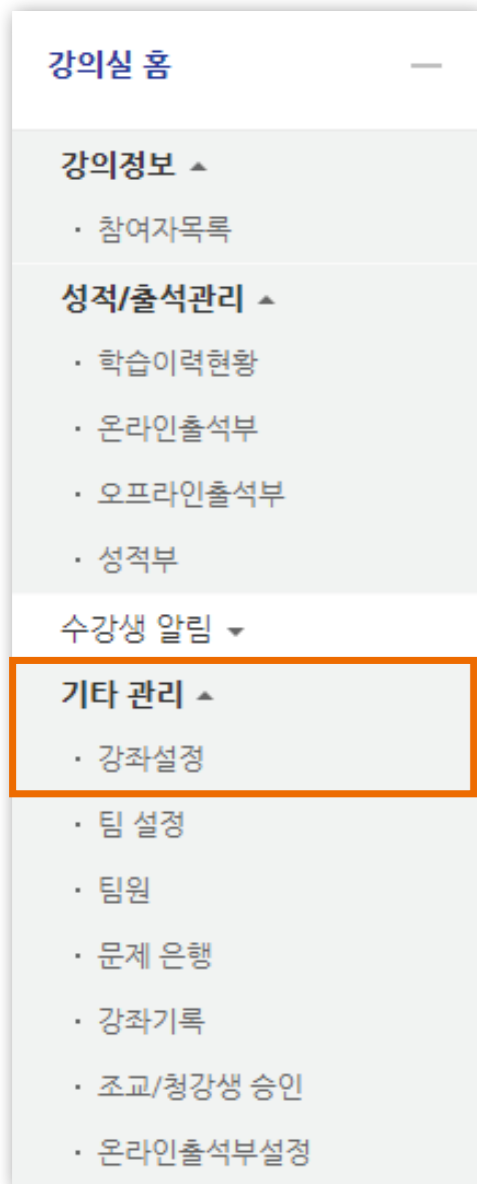 강의실 홈
강의정보
· 참여자목록
성적/출석관리
· 학습이력현황
· 온라인출석부
· 오프라인출석부
· 성적부
수강생 알림
기타 관리
· 강좌설정
· 팀 설정
· 팀원
· 문제 은행
· 강좌기록
· 조교/청강생 승인
· 온라인출석부설정